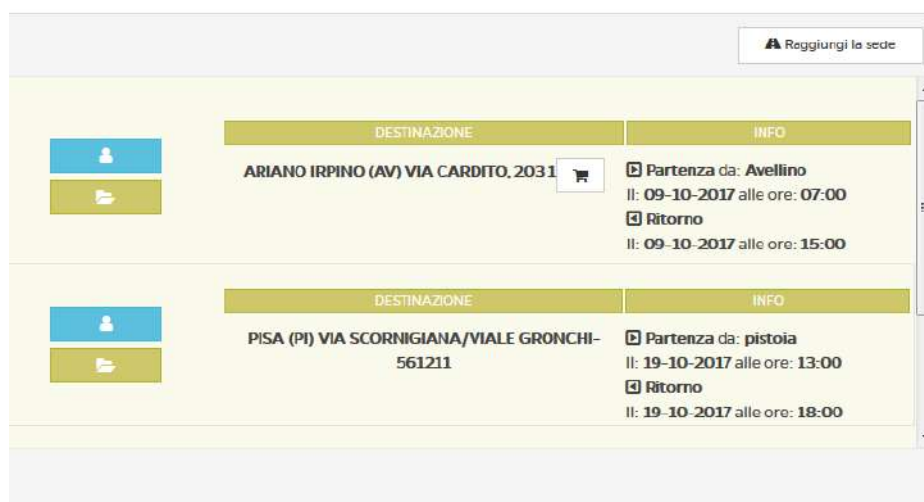 Raggiungi la sede
DESTINAZIONE
INFO
ARIANO IRPINO (AV) VIA CARDITO, 2031
Partenza da: Avellino
Il: 09-10-2017 alle ore: 07:00
Ritorno
Il: 09-10-2017 alle ore: 15:00
DESTINAZIONE
INFO
PISA (PI) VIA SCORNIGIANA/VIALE GRONCHI-
561211
Partenza da: pistoia
Il: 19-10-2017 alle ore: 13:00
Ritorno
Il: 19-10-2017 alle ore: 18:00